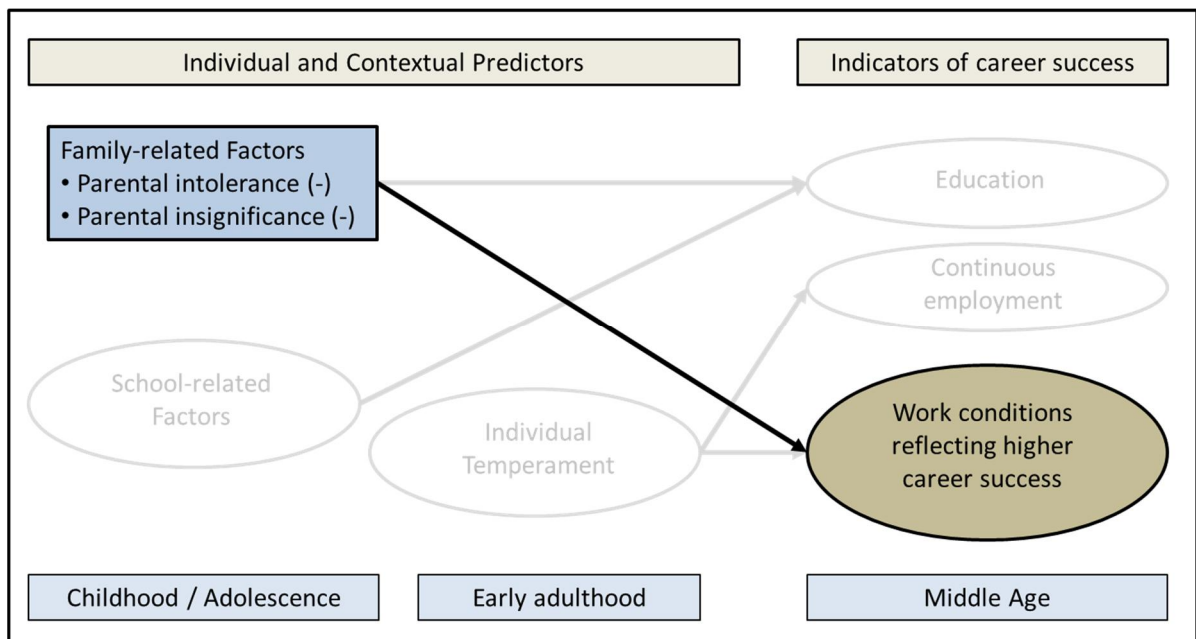 Individual and Contextual Predictors
Indicators of career success
Family-related Factors
• Parental intolerance (-)
• Parental insignificance (-)
Education
Continuous
employment
School-related
Factors
Individual
Temperament
Work conditions
reflecting higher
career success
Childhood / Adolescence
Early adulthood
Middle Age